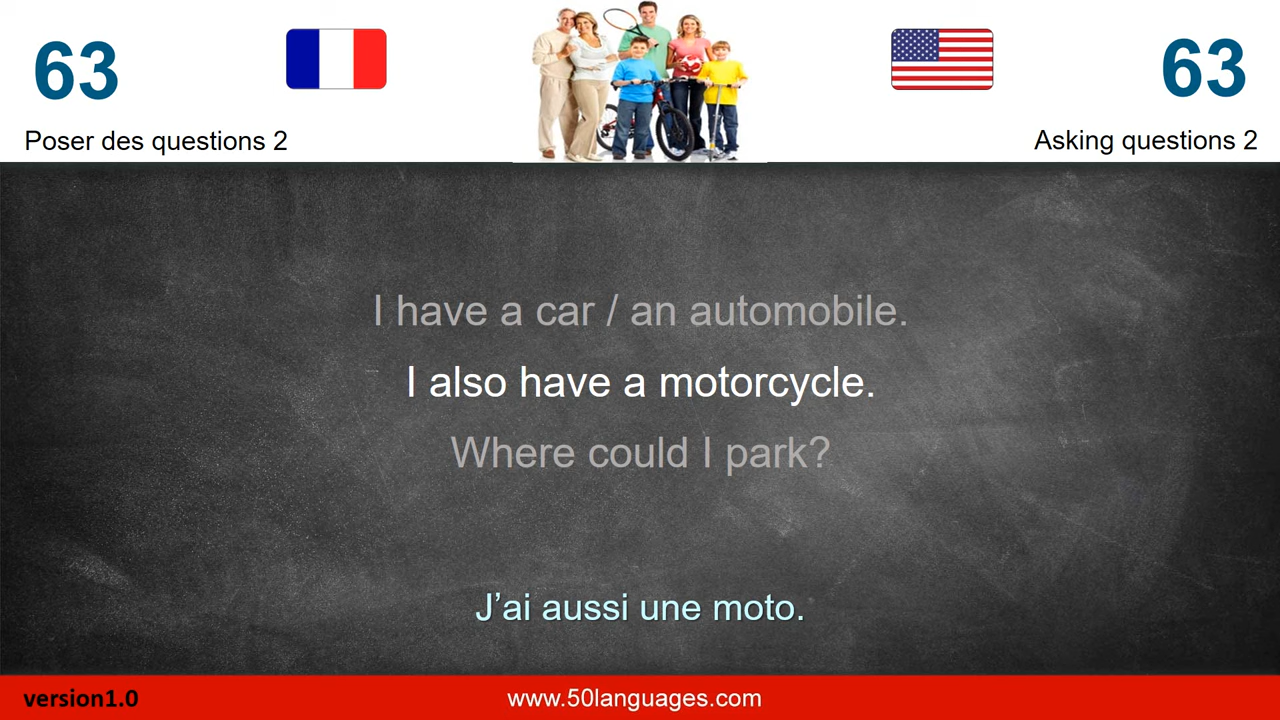 63
63
Poser des questions 2
Asking questions 2
I have a car / an automobile.
I also have a motorcycle.
Where could I park?
J’ai aussi une moto.
version1.0
www.50languages.com